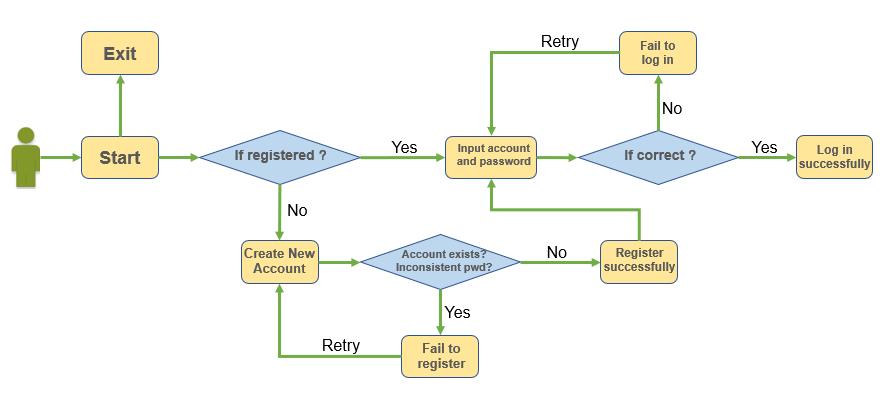 Exit
Retry
Fail to
log in
No
Start
If registered ?
Yes
Input account
and password
If correct ?
Yes
Log in
successfully
No
Create New
Account
Account exists?
Inconsistent pwd?
No
Register
successfully
Yes
Retry
Fail to
register